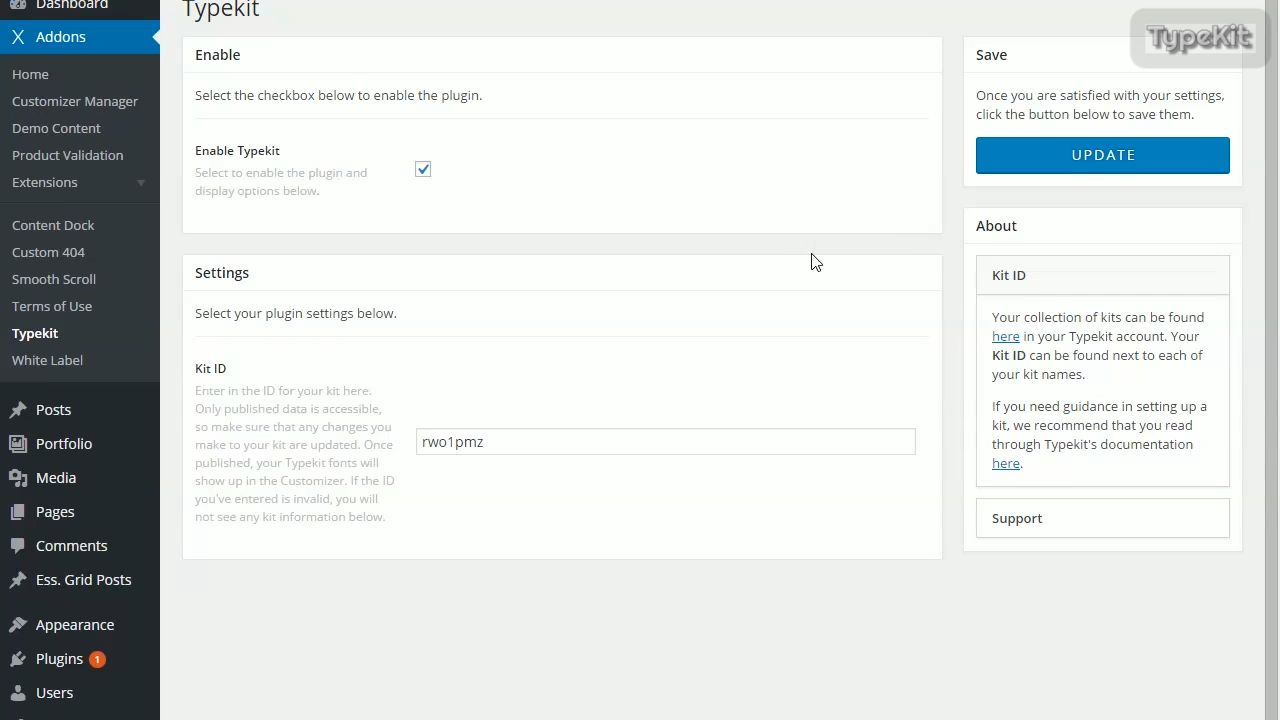 Dashboard
Addons
Home
Customizer Manager
Demo Content
Product Validation
Extensions
Content Dock
Custom 404
Smooth Scroll
Terms of Use
Typekit
White Label
Posts
Portfolio
Media
Pages
Comments
Ess. Grid Posts
Appearance
Plugins 1
Users
Typekit
Enable
Select the checkbox below to enable the plugin.
Enable Typekit
Select to enable the plugin and
display options below.
Settings
Select your plugin settings below.
Kit ID
Enter in the ID for your kit here.
Only published data is accessible,
so make sure that any changes you
make to your kit are updated. Once
published, your Typekit fonts will
show up in the Customizer. If the ID
you've entered is invalid, you will
not see any kit information below.
rwo1pmz
TypeKit
Save
Once you are satisfied with your settings,
click the button below to save them.
UPDATE
About
Kit ID
Your collection of kits can be found
here in your Typekit account. Your
Kit ID can be found next to each of
your kit names.
If you need guidance in setting up a
kit, we recommend that you read
through Typekit's documentation
here.
Support